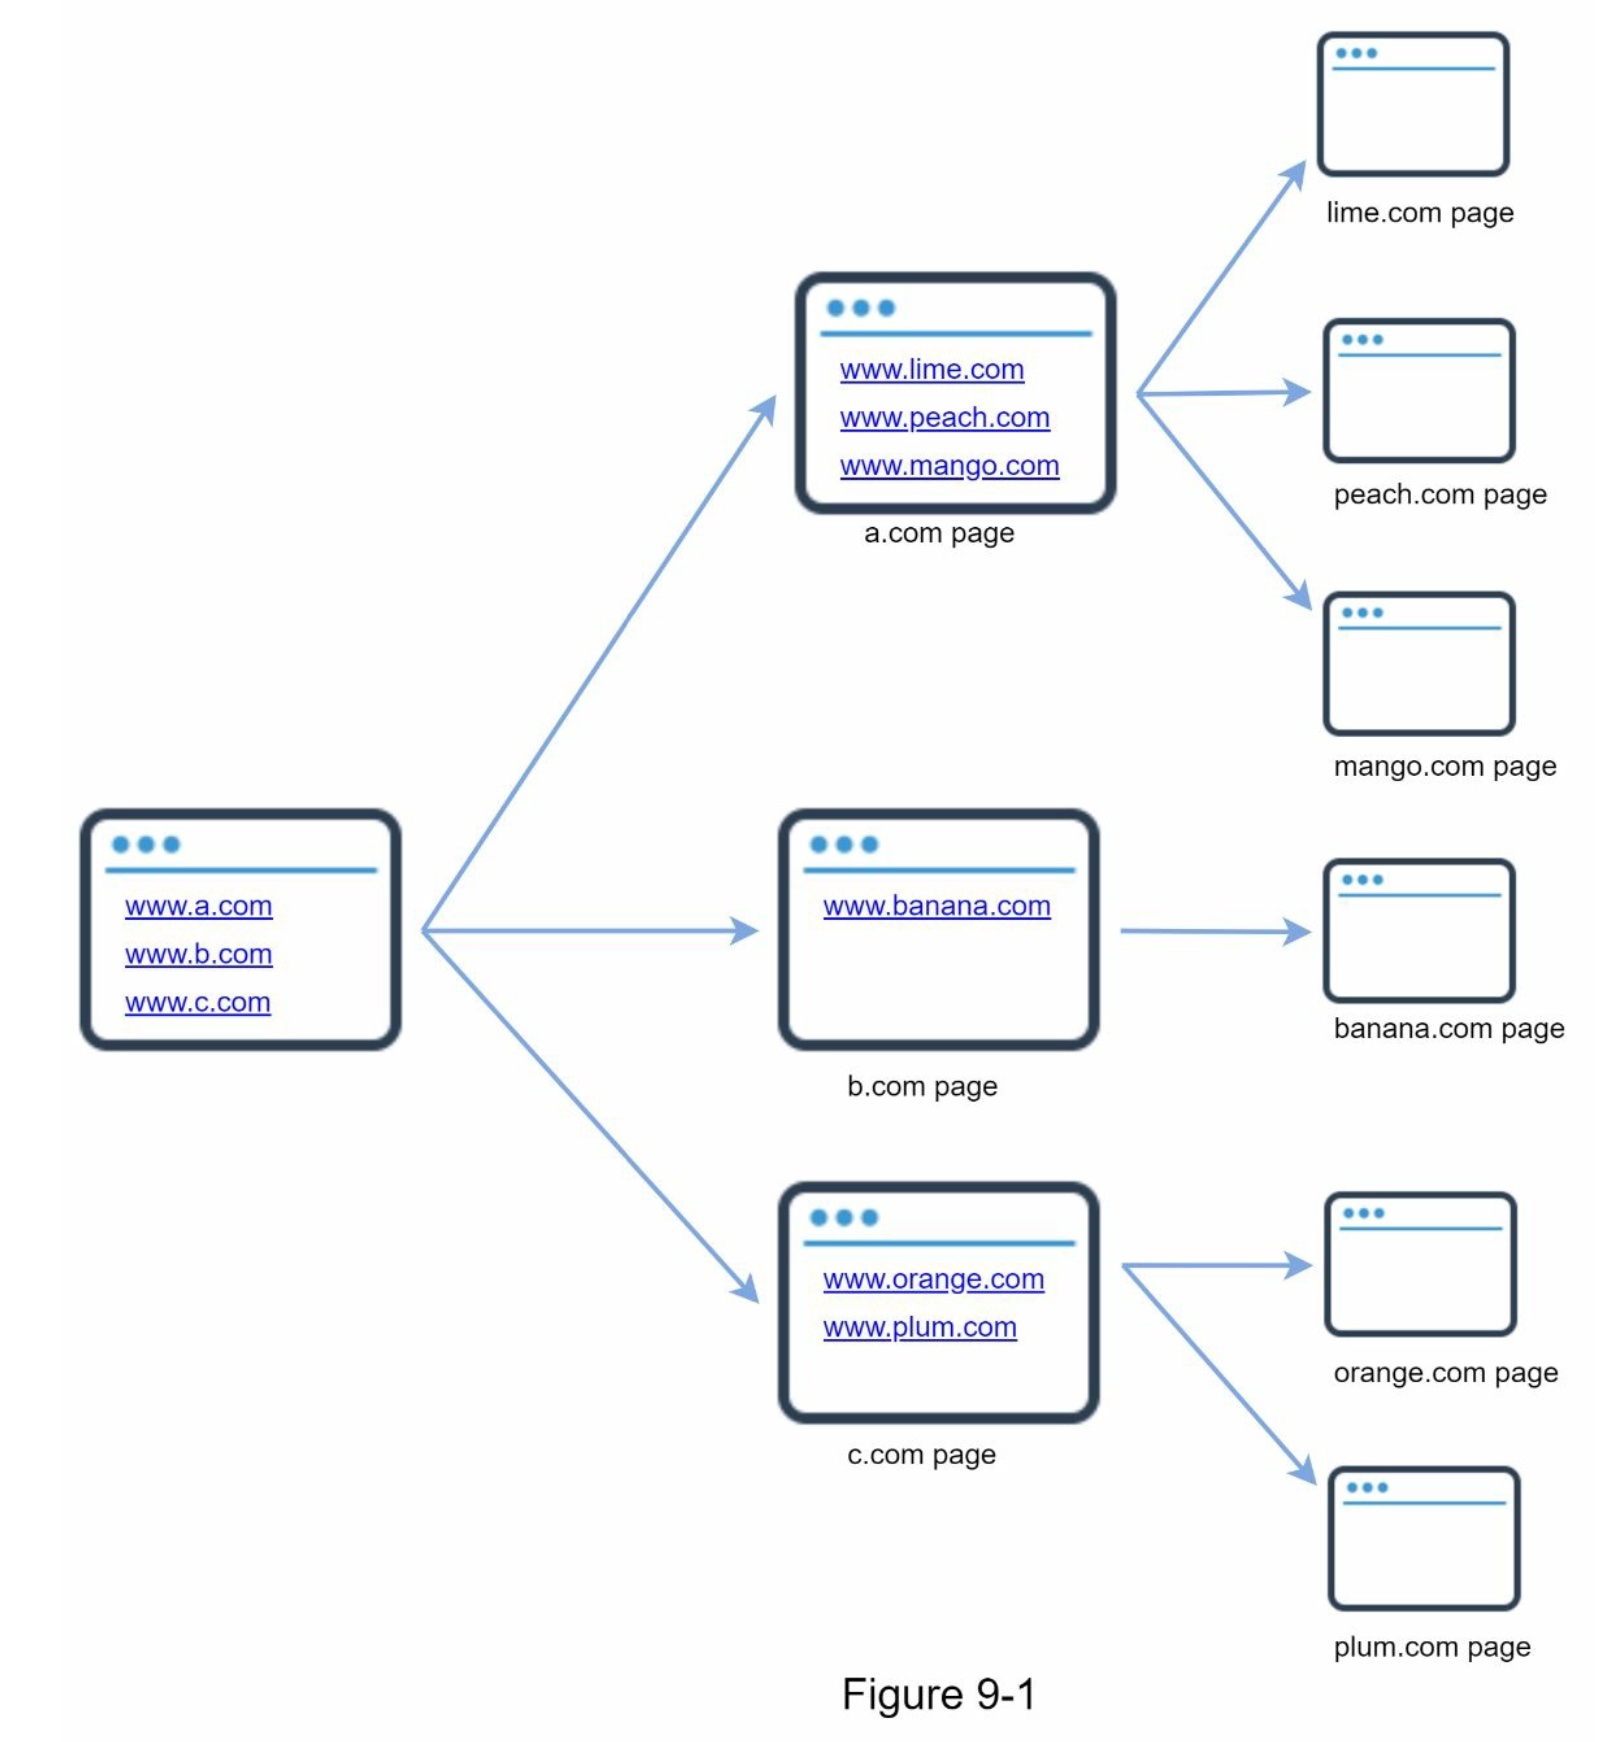 lime.com page
www.lime.com
www.peach.com
www.mango.com
a.com page
peach.com page
mango.com page
www.a.com
www.b.com
www.c.com
www.banana.com
b.com page
banana.com page
www.orange.com
www.plum.com
c.com page
orange.com page
plum.com page
Figure 9-1